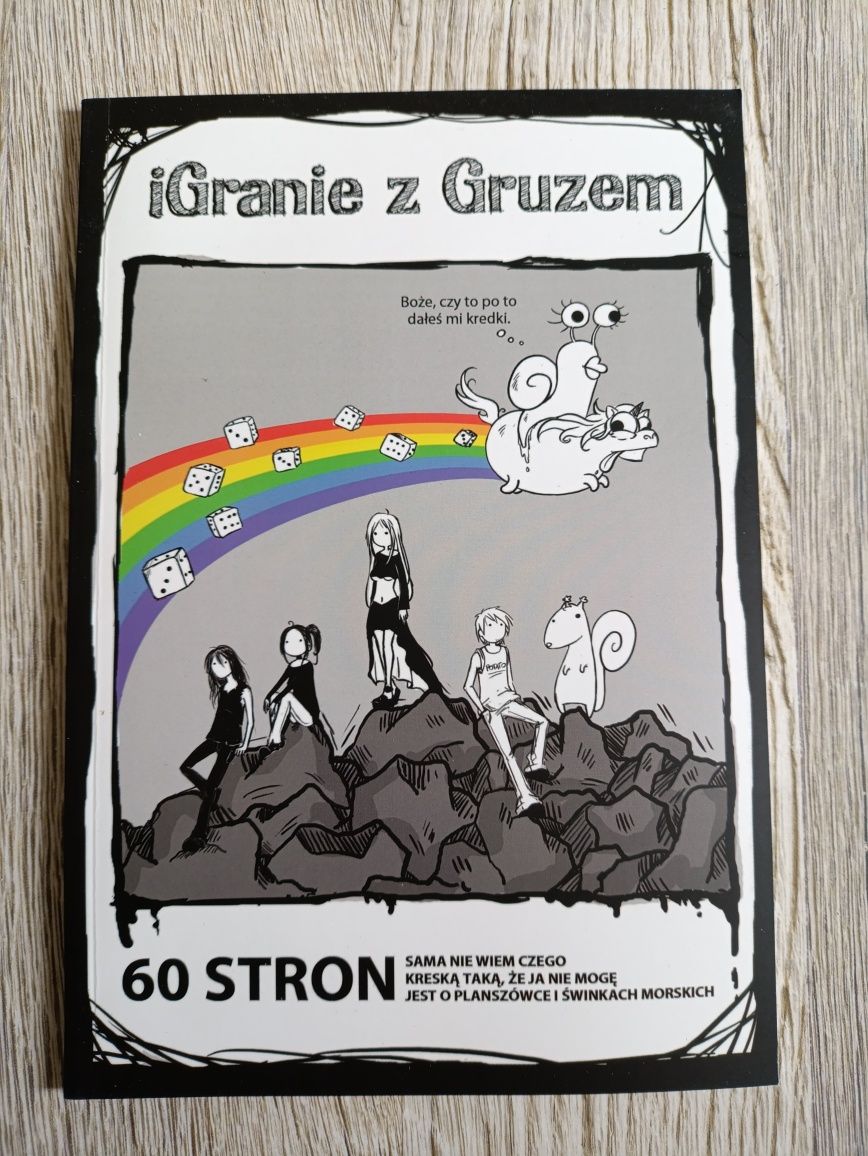 iGranie z Gruzem
Boże, czy to po to
dałeś mi kredki.
POTATO
60 STRON
SAMA NIE WIEM CZEGO
KRESKĄ TAKĄ, ŻE JA NIE MOGĘ
JEST O PLANSZÓWCE I ŚWINKACH MORSKICH